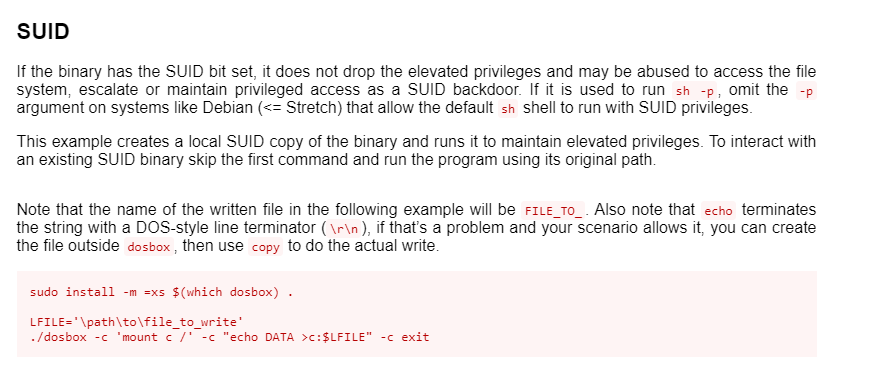 SUID
If the binary has the SUID bit set, it does not drop the elevated privileges and may be abused to access the file
system, escalate or maintain privileged access as a SUID backdoor. If it is used to run sh -p, omit the -p
argument on systems like Debian (<= Stretch) that allow the default sh shell to run with SUID privileges.
This example creates a local SUID copy of the binary and runs it to maintain elevated privileges. To interact with
an existing SUID binary skip the first command and run the program using its original path.
Note that the name of the written file in the following example will be FILE_TO_. Also note that echo terminates
the string with a DOS-style line terminator (\r\n), if that's a problem and your scenario allows it, you can create
the file outside dosbox, then use copy to do the actual write.
sudo install -m =xs $(which dosbox) .
LFILE='\path\to\file_to_write'
./dosbox -c 'mount c /' -c "echo DATA >c:$LFILE" -c exit